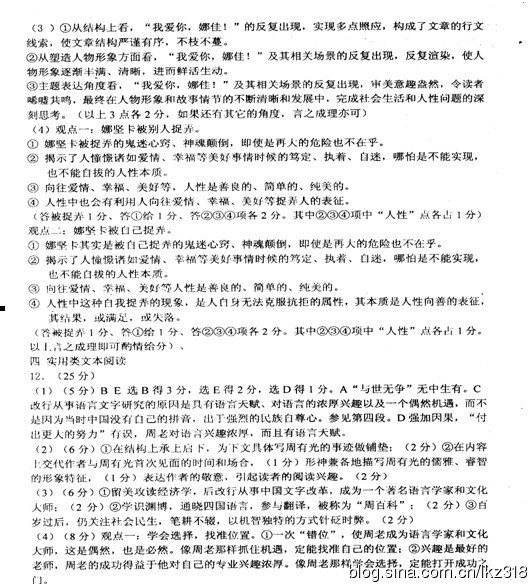 （3）①从结构上看，“我爱你，娜佳！”的反复出现，实现多点照应，构成了文章的行文
线索，使文章结构严谨有序，不枝不蔓。
②从塑造人物形象方面看，“我爱你，娜佳！”及其相关场景的反复出现，反复渲染，使人
物形象逐渐丰满、清晰，进而鲜活生动。
③主题表达角度看，“我爱你，娜佳！”及其相关场景的反复出现，审美意趣盎然，令读者
唏嘘共鸣，最终在人物形象和故事情节的不断清晰和发展中，完成社会生活和人性问题的深
刻思考。（以上3点各2分，如果还有其它的角度，言之成理亦可）
（4）观点一：娜坚卡被别人捉弄。
① 娜坚卡被捉弄的鬼迷心窍、神魂颠倒，即使是再大的危险也不在乎。
② 揭示了人憧憬诸如爱情、幸福等美好事情时候的笃定、执着、自迷，哪怕是不能实现，
也不能自拔的人性本质。
③ 向往爱情、幸福、美好等，人性是善良的、简单的、纯美的。
④ 人性中也会有利用人向往爱情、幸福、美好等捉弄人的表征。
（答被捉弄1分、答①给1分、答②③④项各2分。其中②③④项中“人性”点各占1分）
观点二：娜坚卡被自己捉弄。
① 娜坚卡其实是被自己捉弄的鬼迷心窍、神魂颠倒，即使是再大的危险也不在乎。
② 揭示了人憧憬诸如爱情、幸福等美好事情时候的笃定、执着、自迷，哪怕是不能实现，
也不能自拔的人性本质。
③ 向往爱情、幸福、美好等人性是善良的、简单的、纯美的。
④ 人性中这种自我捉弄的现象，是人自身无法克服抗拒的属性，其本质是人性向善的表征，
其结果，或满足，或失落。
（答被捉弄1分、答①给1分、答②③④项各2分。其中②③④项中“人性”点各占1分。
以上言之成理即可酌情给分）、
四 实用类文本阅读
12．（25分）
（1）（5分）B E 选B得3分，选E得2分，选D得1分。A“与世无争”无中生有。C
改行从事语言文字研究的原因是具有语言天赋、对语言的浓厚兴趣以及一个偶然机遇，而不
是因为当时中国没有自己的拼音，出于强烈的民族自尊心。参见第四段。D强加因果，“付
出更大的努力”有误，周老对语言兴趣浓厚，而且有语言天赋。
（2）（6分）①在结构上承上启下，为下文具体写周有光的事迹做铺垫；（2分）②在内容
上交代作者与周有光首次见面的时间和场合，（1分）形神兼备地描写周有光的儒雅、睿智
的形象特征，（1分）表达作者的敬意，引起读者的阅读兴趣。（2分）
（3）（6分）①留美攻读经济学，后改行从事中国文字改革，成为一个著名语言学家和文化
大师；（2分）②学识渊博，通晓四国语言，参与翻译，被称为“周百科”；（2分）③百
岁过后，仍关注社会民生，笔耕不辍，以机智独特的方式针砭时弊。（2分）
（4）（8分）观点一：学会选择，找准位置。①一次“错位”，使周老成为语言学家和文化
大师，这是偶然，也是必然。像周老那样抓住机遇，定能找准自己的位置；②兴趣是最好的
老师，周老的成功得益于他对自己的专业兴趣浓厚。像周老那样学会选择，定能打开成功之
门。
blog.sina.com.cn/lkz318